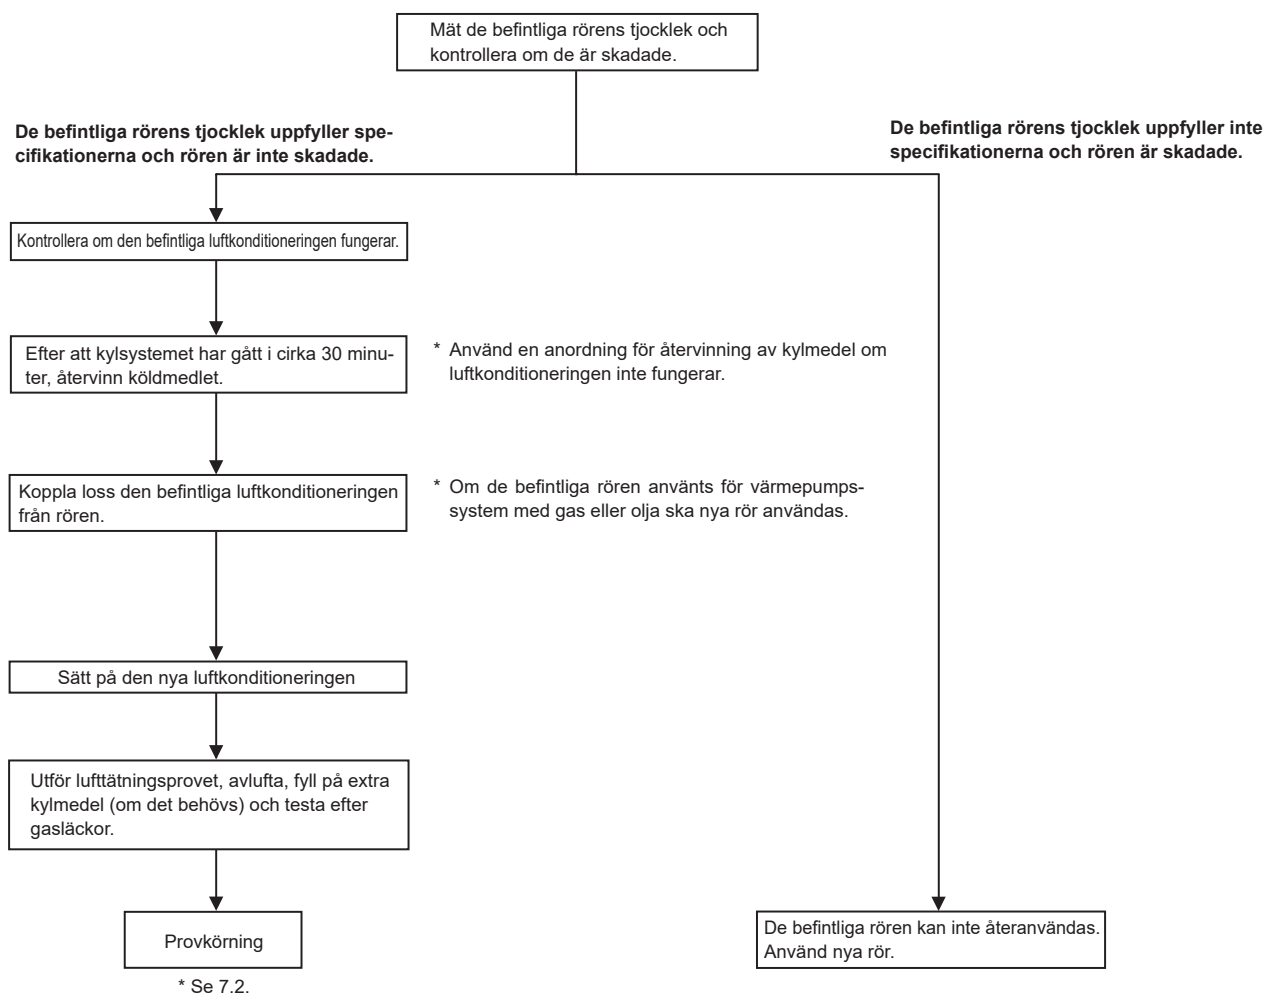 Mät de befintliga rörens tjocklek och
kontrollera om de är skadade.
De befintliga rörens tjocklek uppfyller spe-
cifikationerna och rören är inte skadade.
De befintliga rörens tjocklek uppfyller inte
specifikationerna och rören är skadade.
Kontrollera om den befintliga luftkonditioneringen fungerar.
Efter att kylsystemet har gått i cirka 30 minu-
ter, återvinn köldmedlet.
* Använd en anordning för återvinning av kylmedel om
luftkonditioneringen inte fungerar.
Koppla loss den befintliga luftkonditioneringen
från rören.
* Om de befintliga rören använts för värmepumps-
system med gas eller olja ska nya rör användas.
Sätt på den nya luftkonditioneringen
Utför lufttätningsprovet, avlufta, fyll på extra
kylmedel (om det behövs) och testa efter
gasläckor.
Provkörning
* Se 7.2.
De befintliga rören kan inte återanvändas.
Använd nya rör.